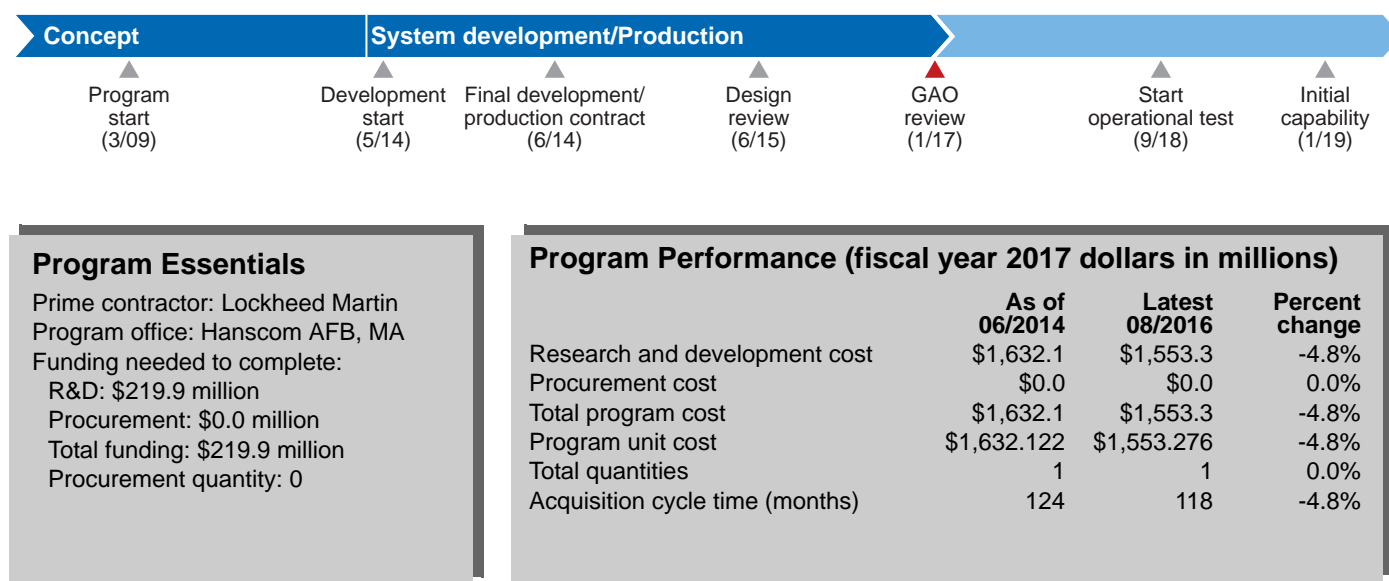 Concept
System development/Production
Program
start
(3/09)
Development
start
(5/14)
Final development/
production contract
(6/14)
Design
review
(6/15)
GAO
review
(1/17)
Start
operational test
(9/18)
Initial
capability
(1/19)
Program Essentials
Prime contractor: Lockheed Martin
Program office: Hanscom AFB, MA
Funding needed to complete:
R&D: $219.9 million
Procurement: $0.0 million
Total funding: $219.9 million
Procurement quantity: 0
Program Performance (fiscal year 2017 dollars in millions)
As of
06/2014
Latest
08/2016
Percent
change
Research and development cost $1,632.1 $1,553.3 -4.8%
Procurement cost $0.0 $0.0 0.0%
Total program cost $1,632.1 $1,553.3 -4.8%
Program unit cost $1,632.122 $1,553.276 -4.8%
Total quantities 1 1 0.0%
Acquisition cycle time (months) 124 118 -4.8%